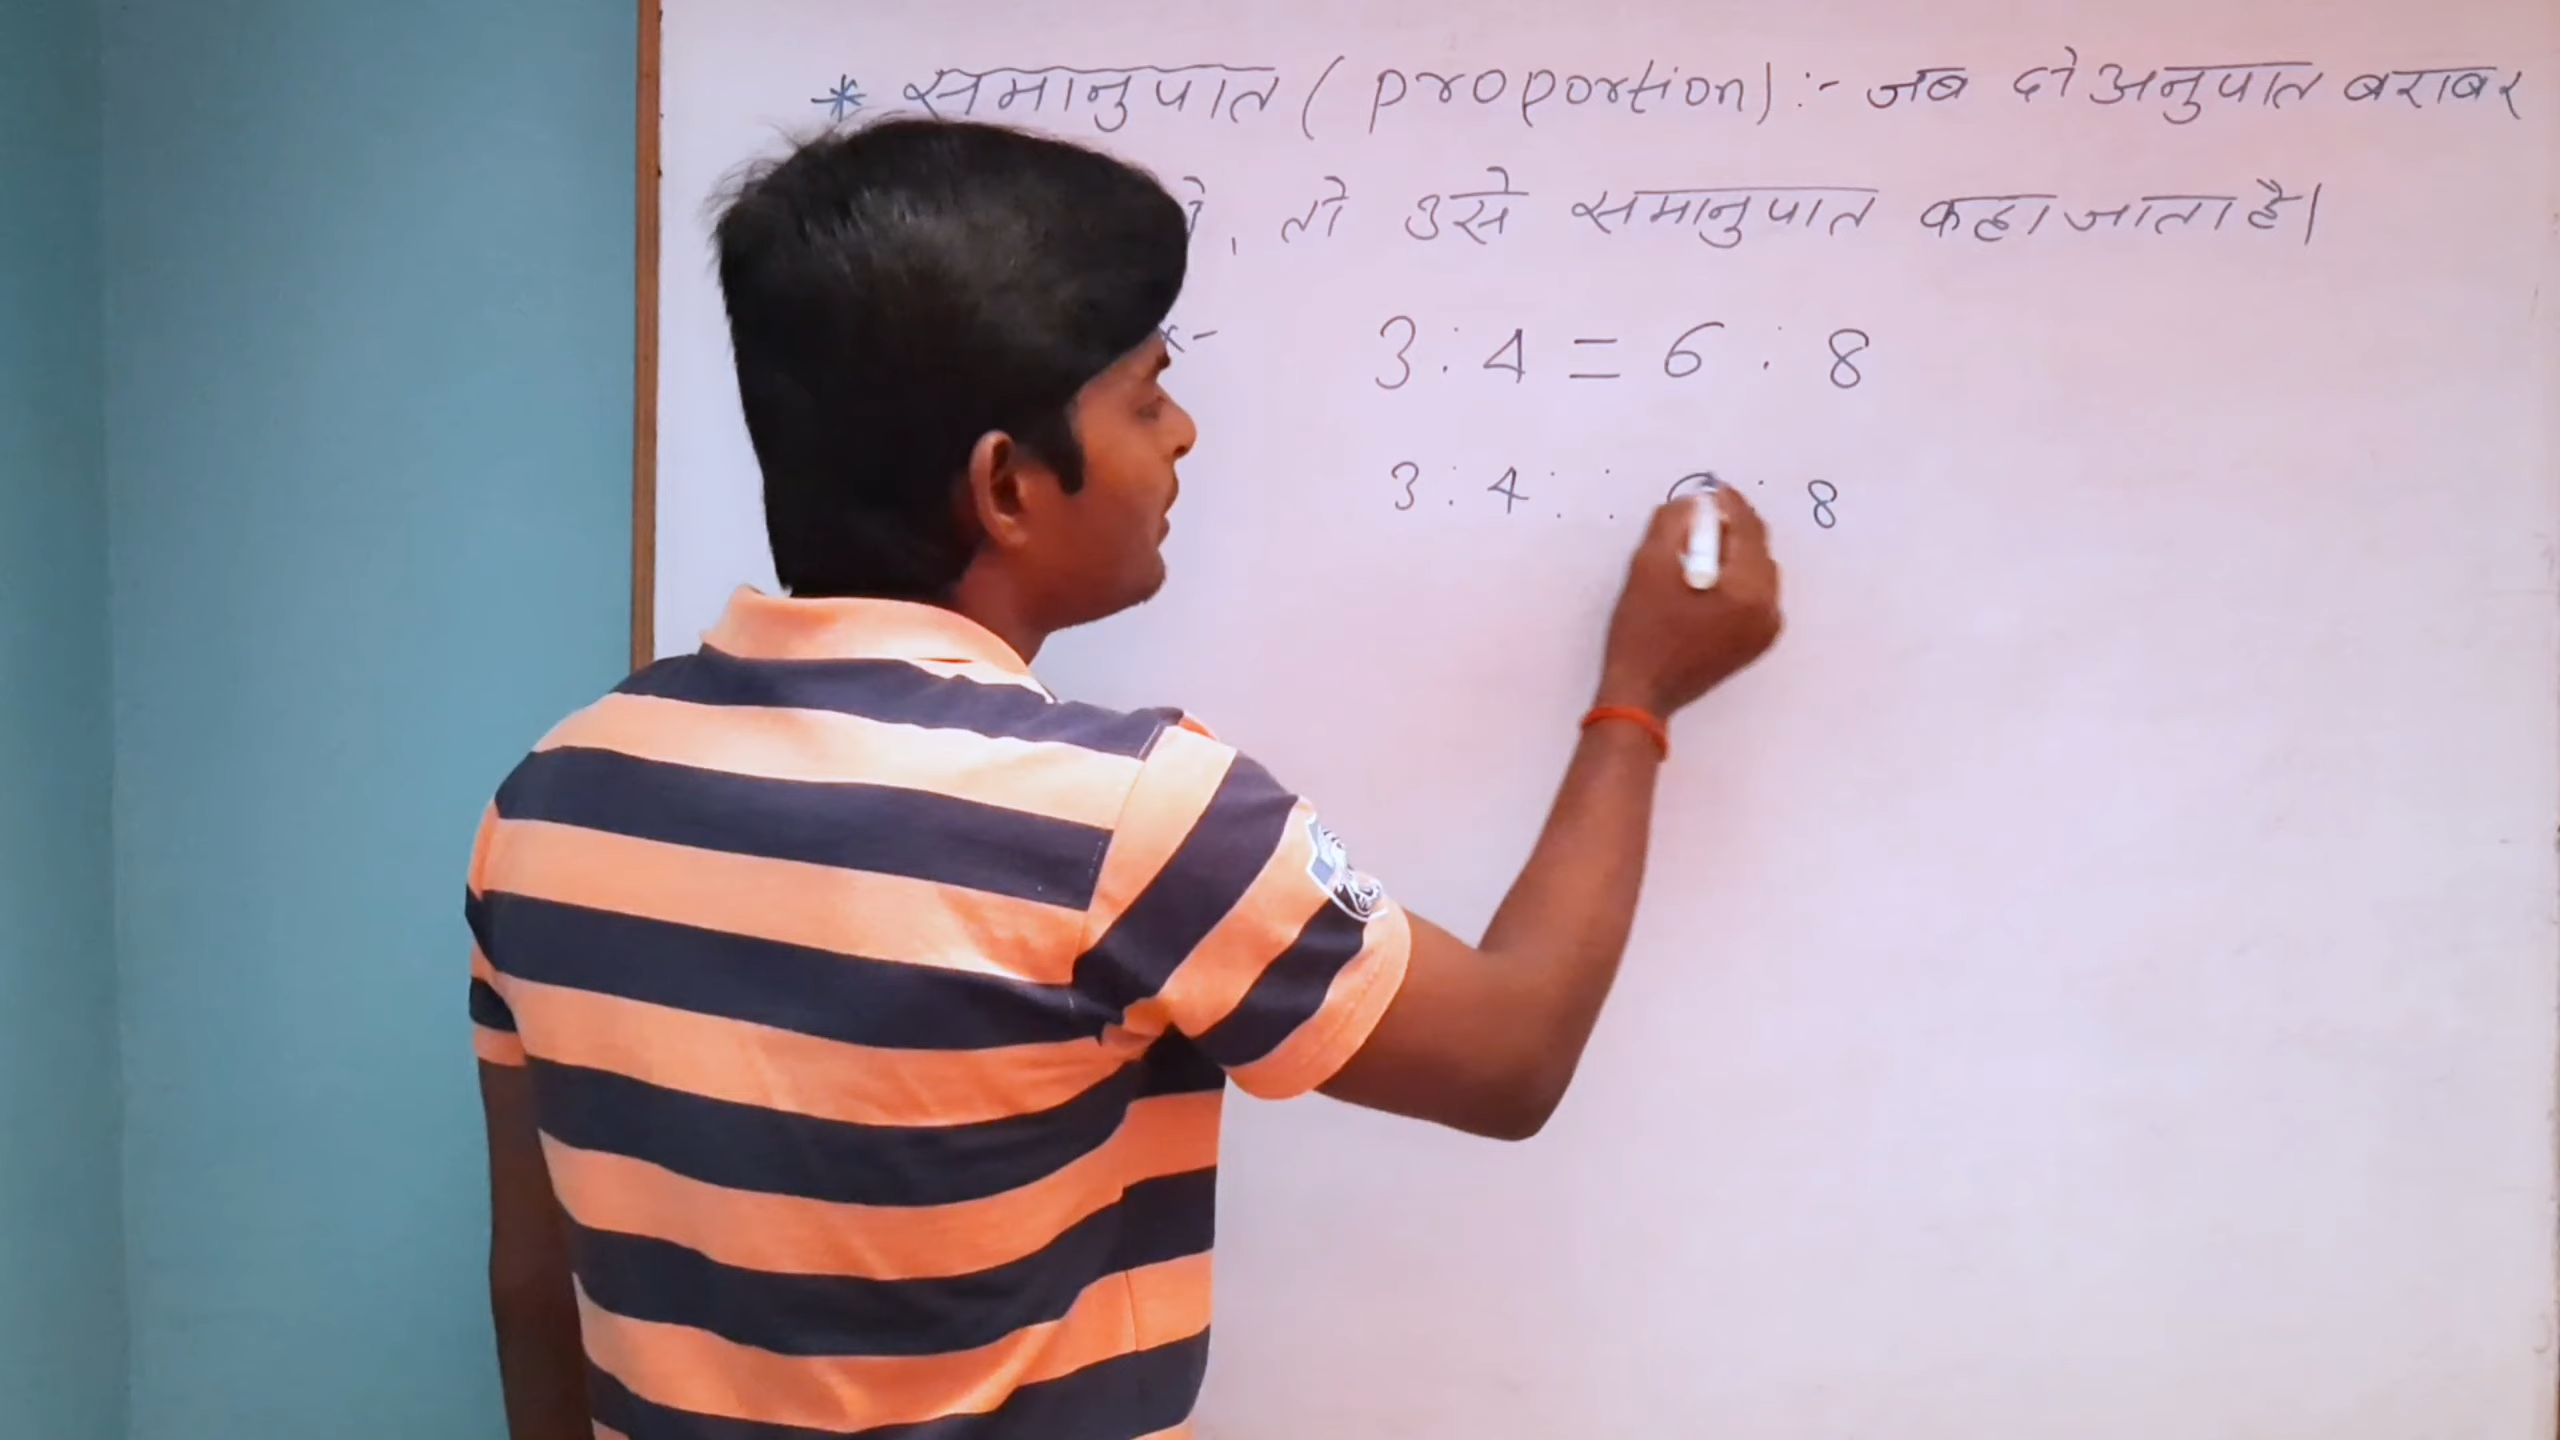 * समानुपात ( proportion) :- जब दो अनुपात बराबर
, तो उसे समानुपात कहा जाता है।
x- 3 : 4 = 6 : 8
3 : 4 : : 6 : 8